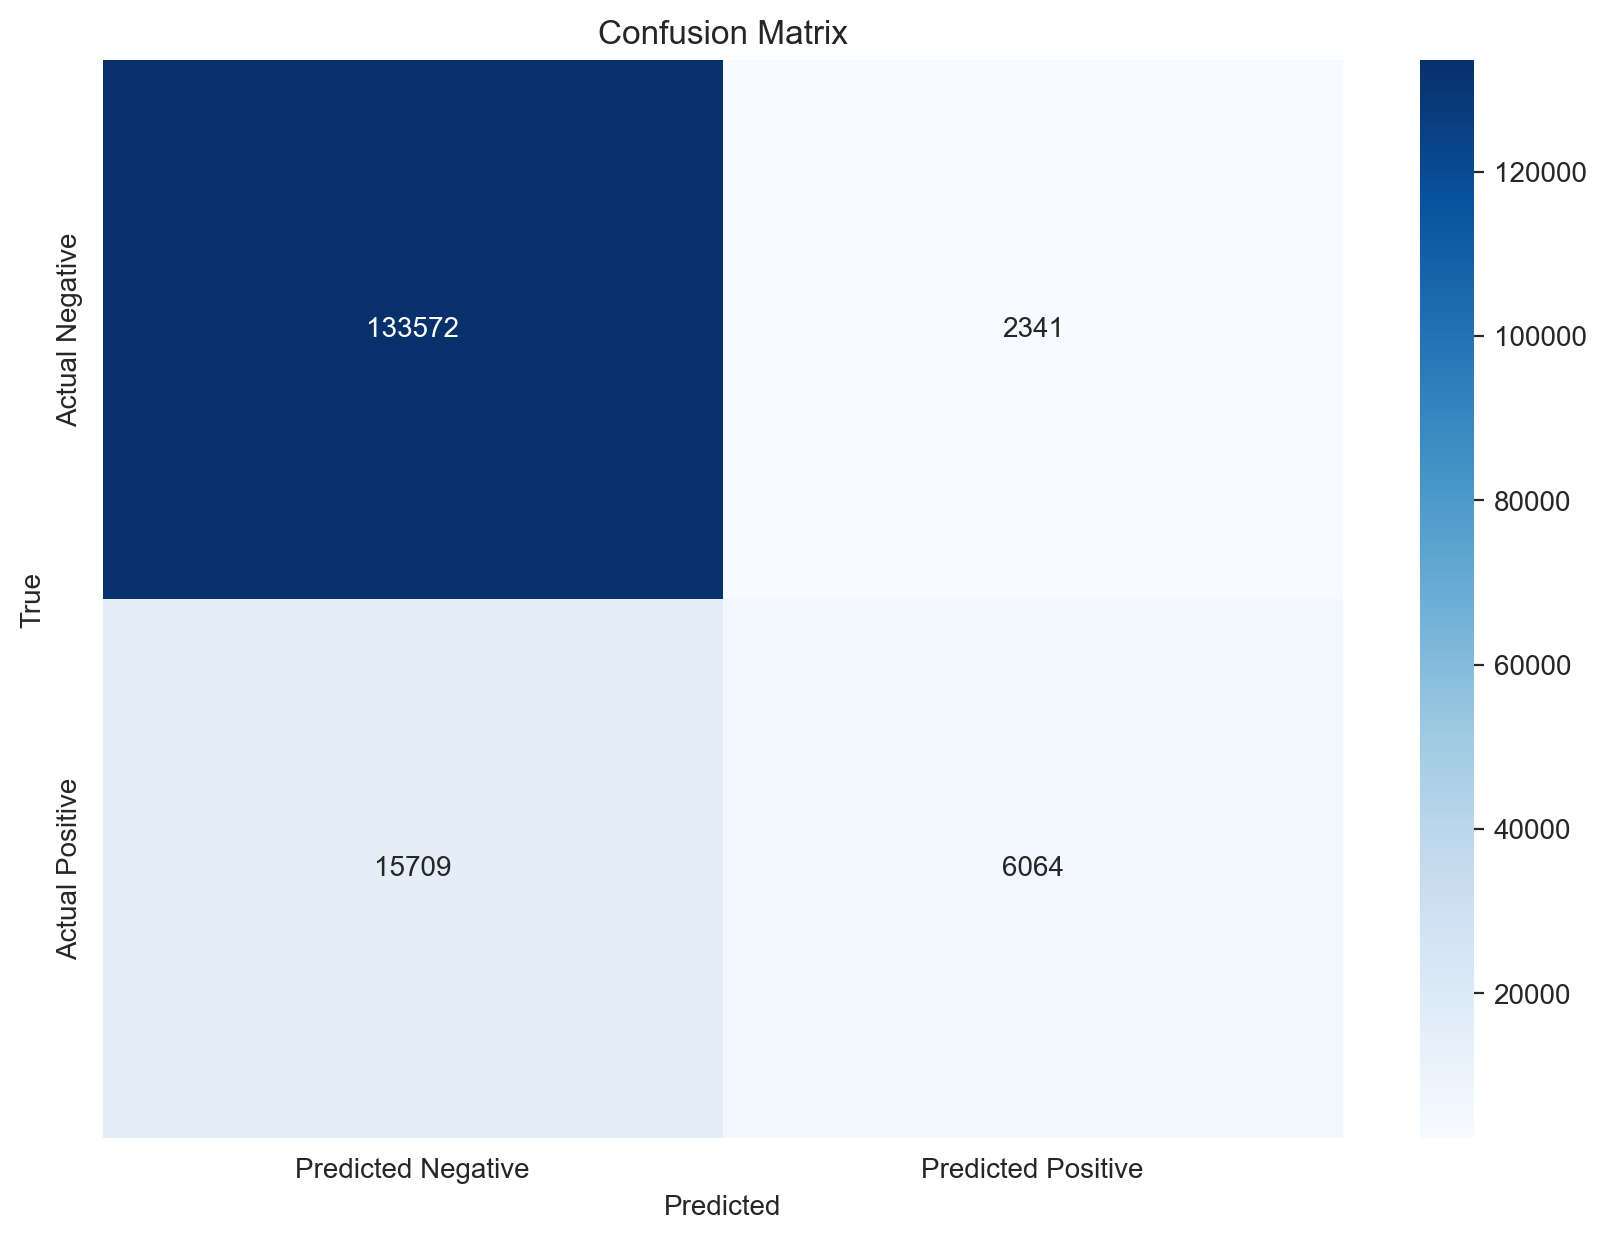 Confusion Matrix
True
Actual Negative
133572
2341
Actual Positive
15709
6064
Predicted Negative
Predicted Positive
Predicted
120000
100000
80000
60000
40000
20000